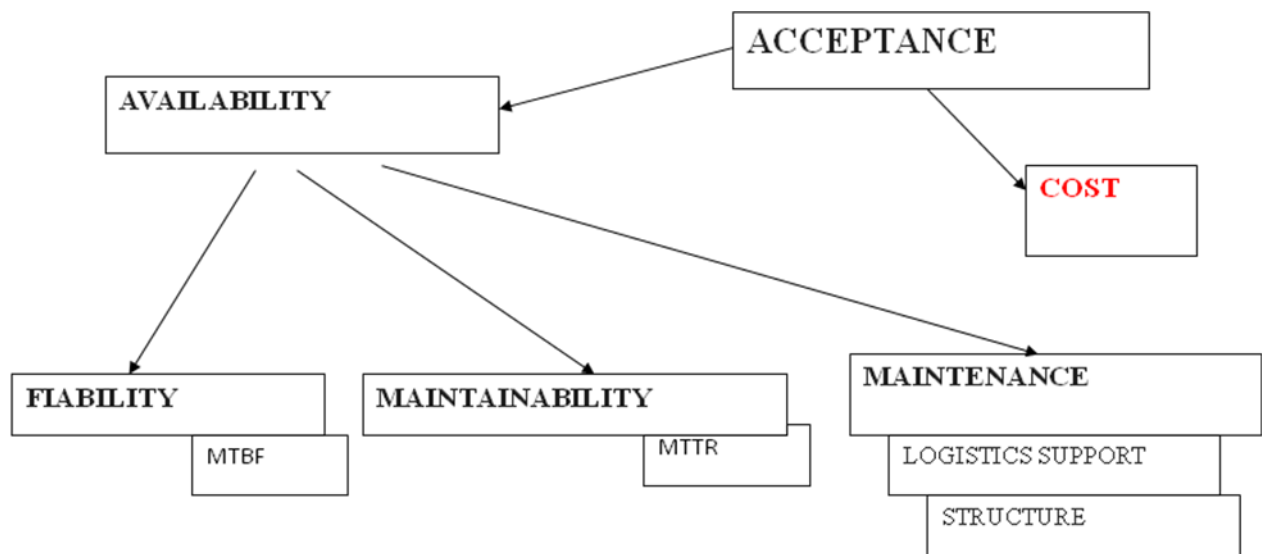 ACCEPTANCE
AVAILABILITY
COST
FIABILITY
MAINTAINABILITY
MAINTENANCE
MTBF
MTTR
LOGISTICS SUPPORT
STRUCTURE